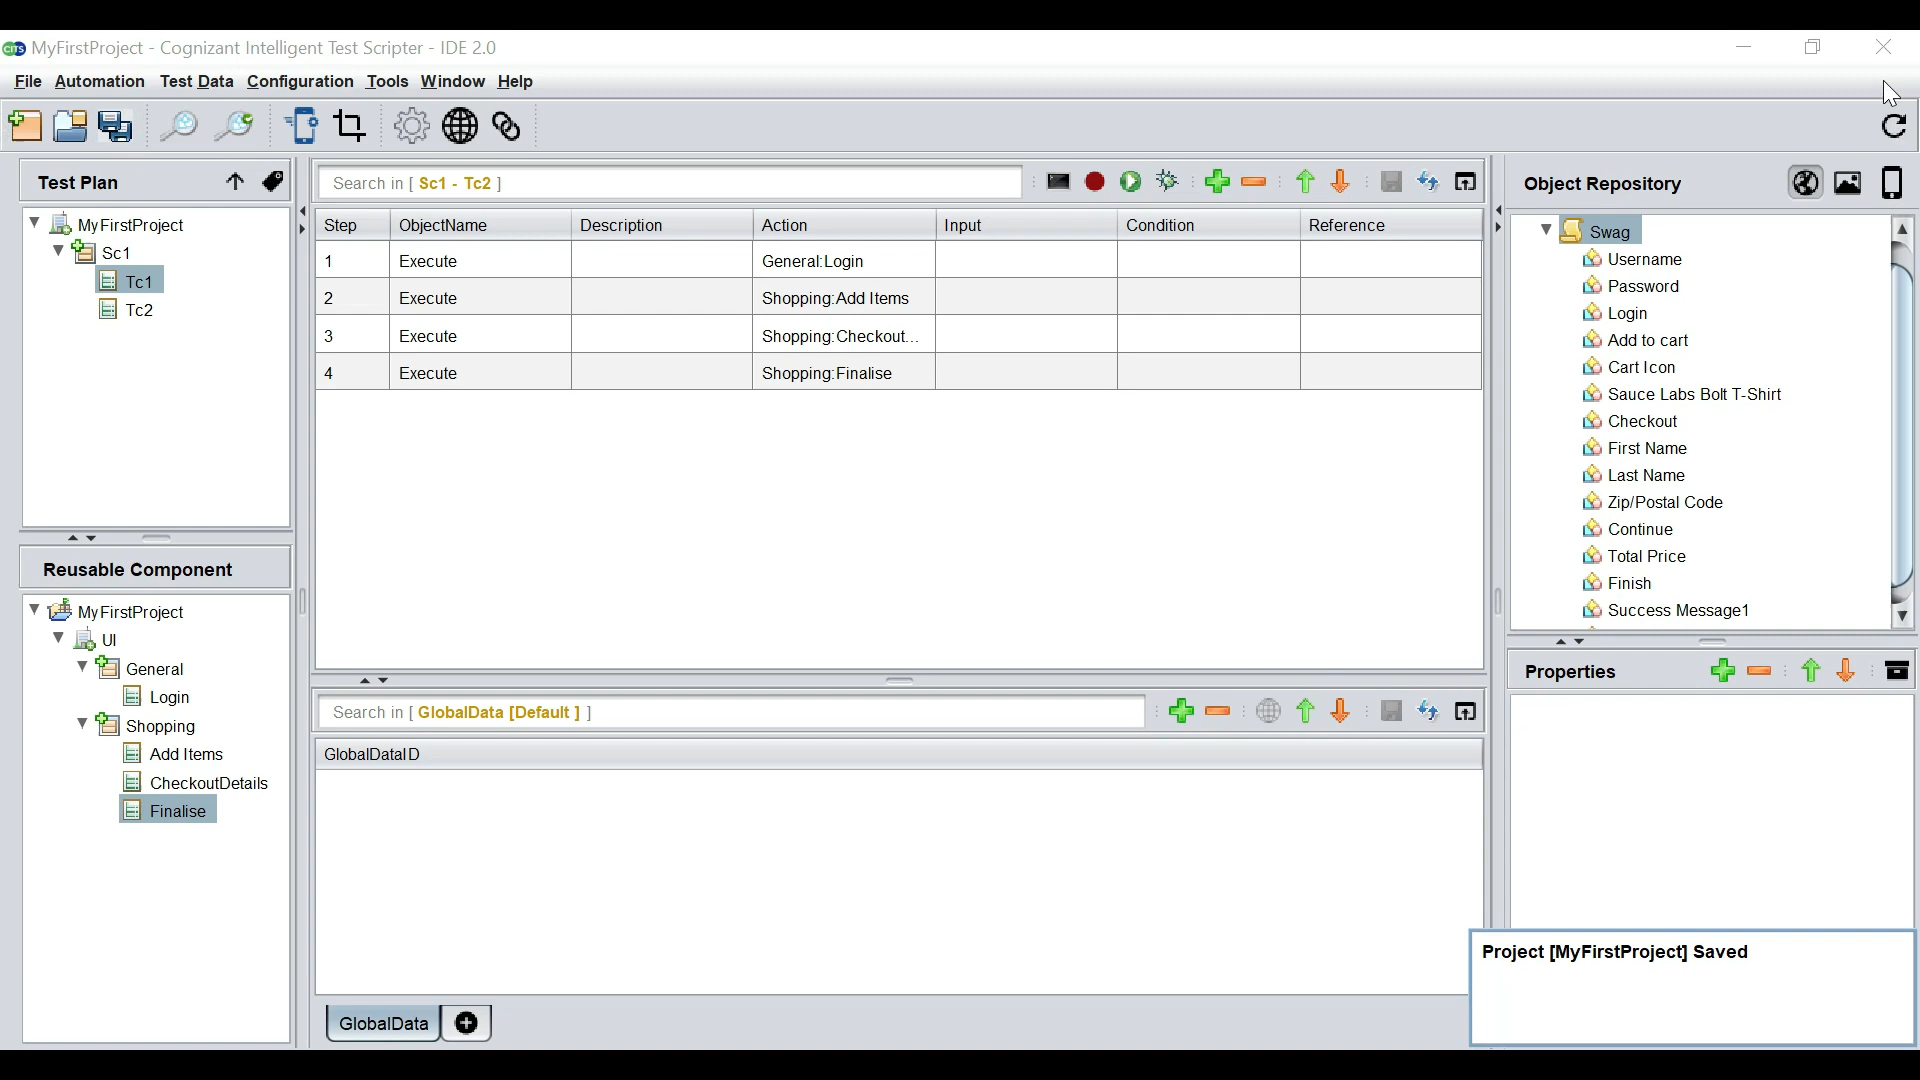 CITS MyFirstProject - Cognizant Intelligent Test Scripter - IDE 2.0
File Automation Test Data Configuration Tools Window Help
Test Plan
MyFirstProject
Sc1
Tc1
Tc2
Reusable Component
MyFirstProject
UI
General
Login
Shopping
Add Items
CheckoutDetails
Finalise
Search in [ Sc1 - Tc2 ]
Step ObjectName Description Action Input Condition Reference
1 Execute General:Login
2 Execute Shopping:Add Items
3 Execute Shopping:Checkout...
4 Execute Shopping:Finalise
Search in [ GlobalData [Default ] ]
GlobalDataID
GlobalData
Object Repository
Swag
Username
Password
Login
Add to cart
Cart Icon
Sauce Labs Bolt T-Shirt
Checkout
First Name
Last Name
Zip/Postal Code
Continue
Total Price
Finish
Success Message1
Properties
Project [MyFirstProject] Saved